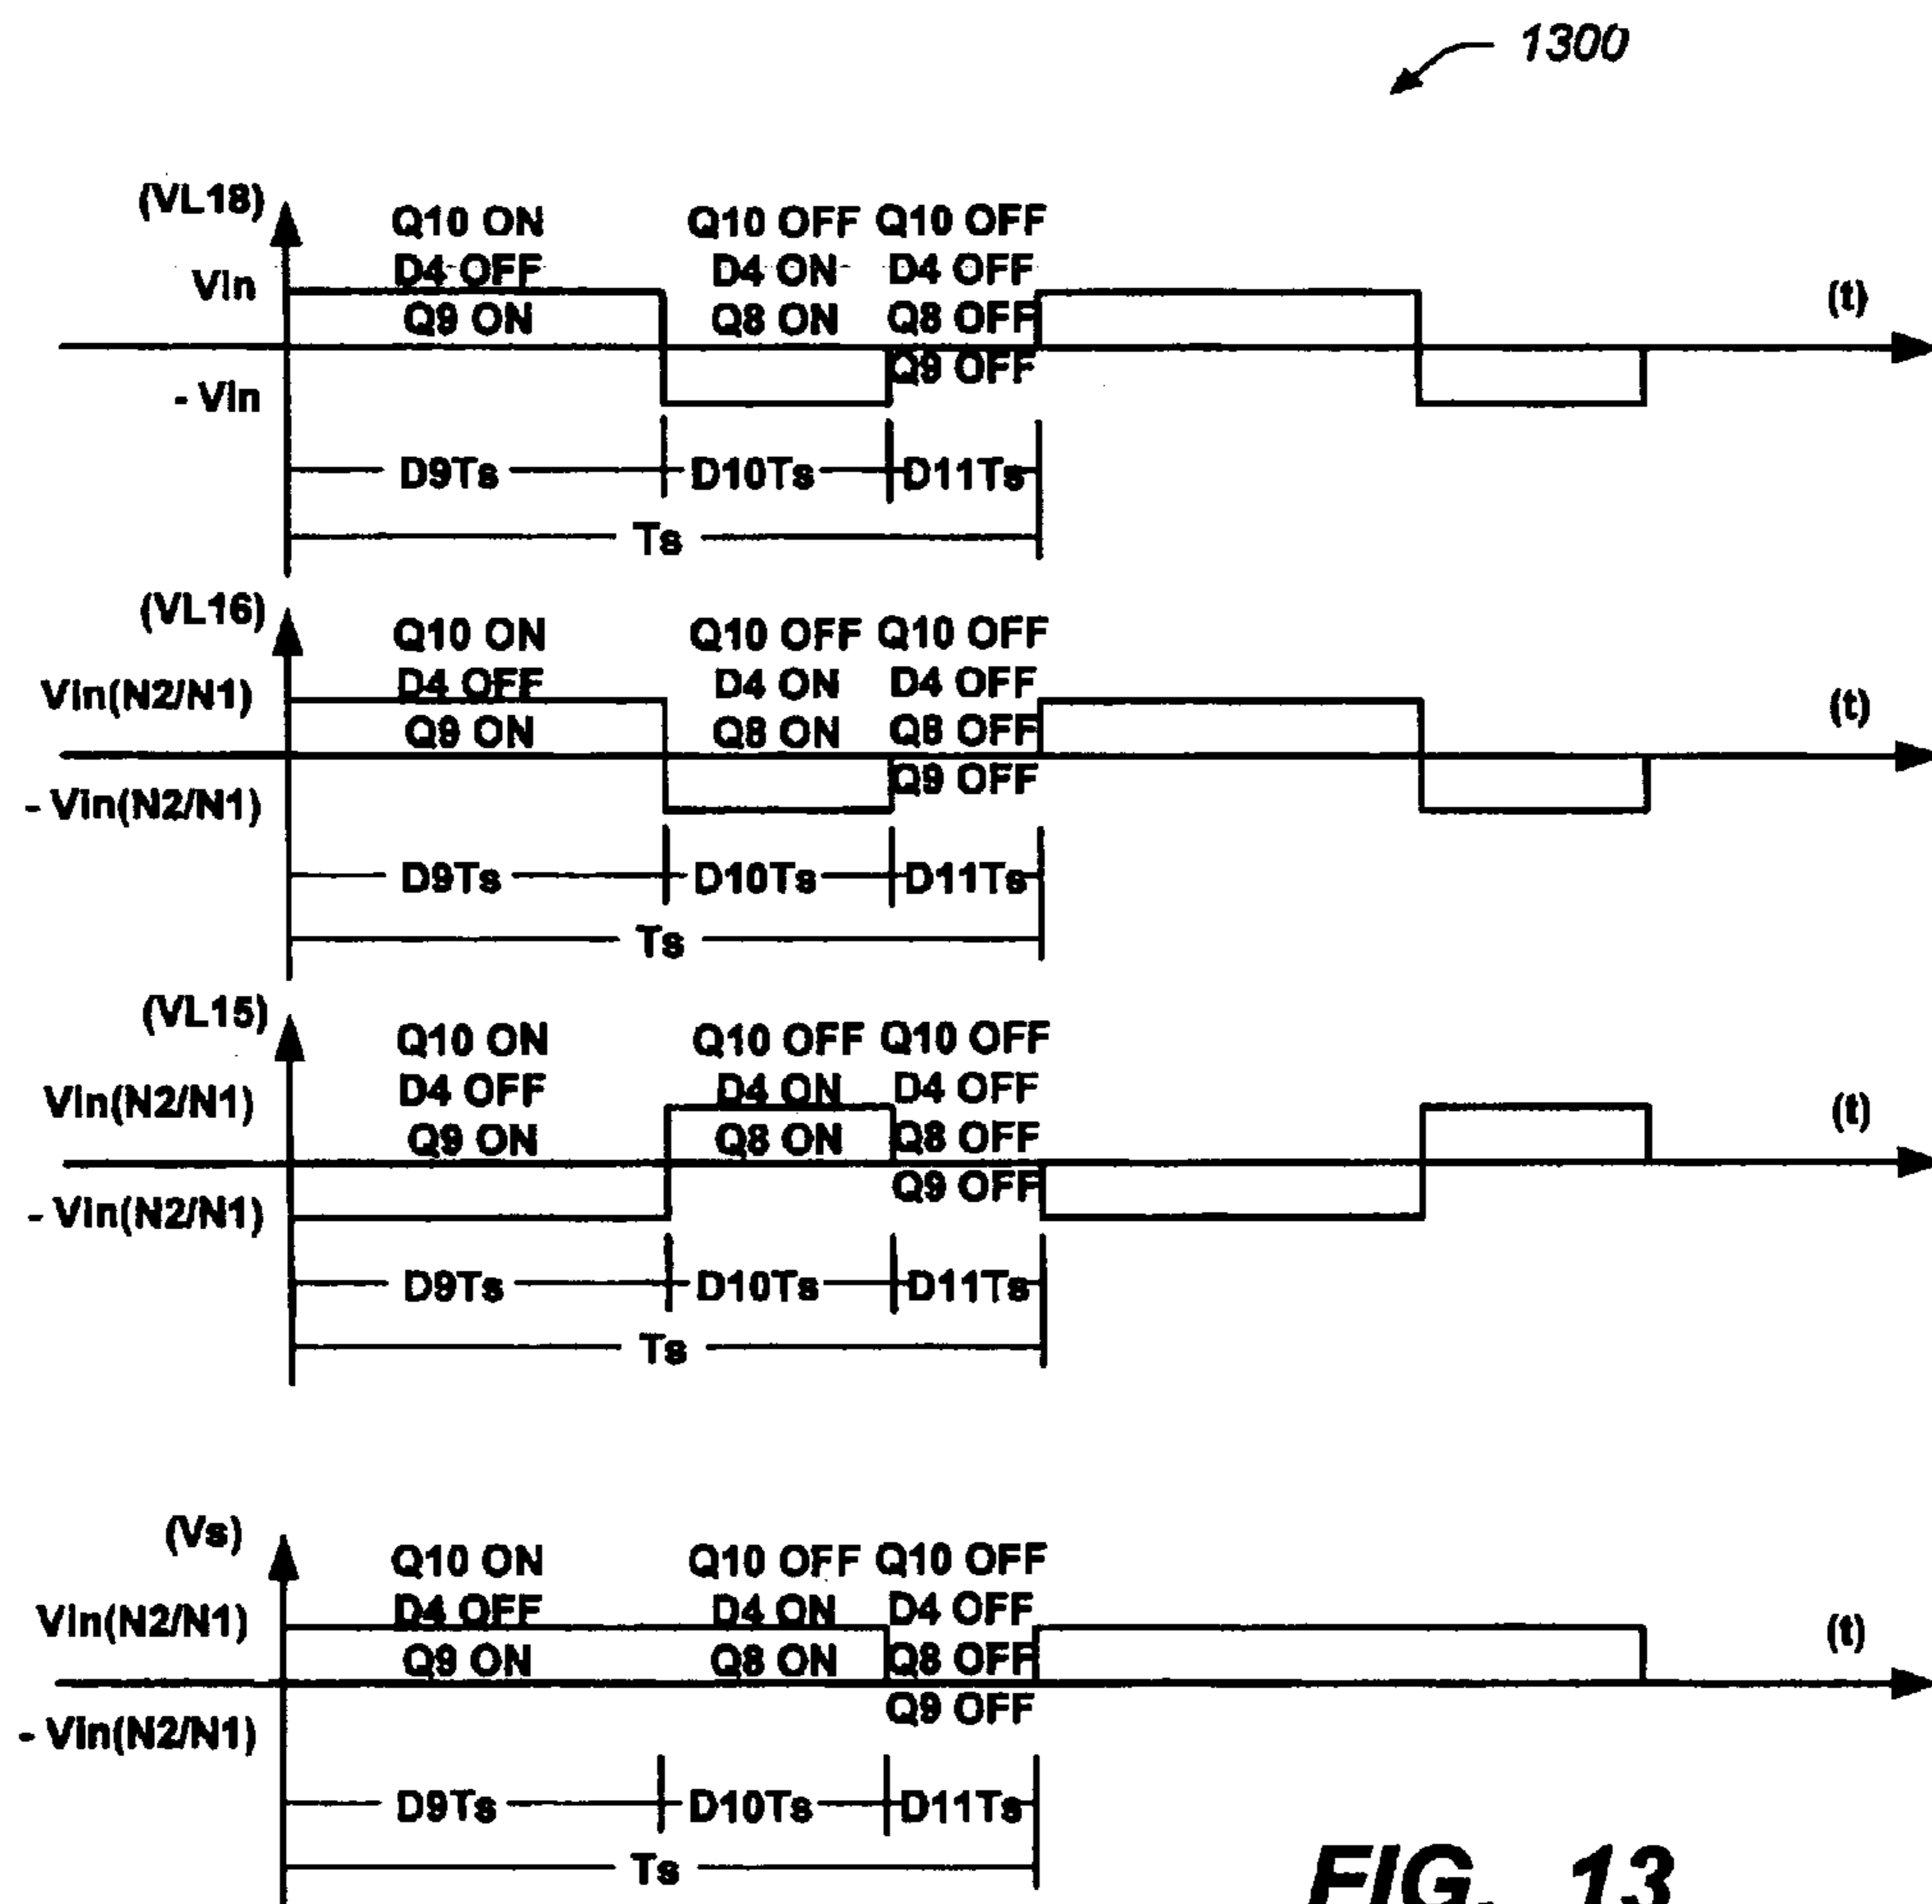 1300
(VL18)
Q10 ON Q10 OFF Q10 OFF
D4 OFF D4 ON D4 OFF
Vin
Q9 ON Q8 ON Q8 OFF
(t)
Q9 OFF
- Vin
D9Ts D10Ts D11Ts
Ts
(VL16)
Q10 ON Q10 OFF Q10 OFF
D4 OFF D4 ON D4 OFF
Vin(N2/N1)
(t)
Q9 ON Q8 ON Q8 OFF
Q9 OFF
- Vin(N2/N1)
D9Ts D10Ts D11Ts
Ts
(VL15)
Q10 ON Q10 OFF Q10 OFF
D4 OFF D4 ON D4 OFF
Vin(N2/N1)
(t)
Q9 ON Q8 ON Q8 OFF
Q9 OFF
- Vin(N2/N1)
D9Ts D10Ts D11Ts
Ts
(Vs)
Q10 ON Q10 OFF Q10 OFF
D4 OFF D4 ON D4 OFF
Vin(N2/N1)
(t)
Q9 ON Q8 ON Q8 OFF
Q9 OFF
- Vin(N2/N1)
D9Ts D10Ts D11Ts
Ts
FIG. 13